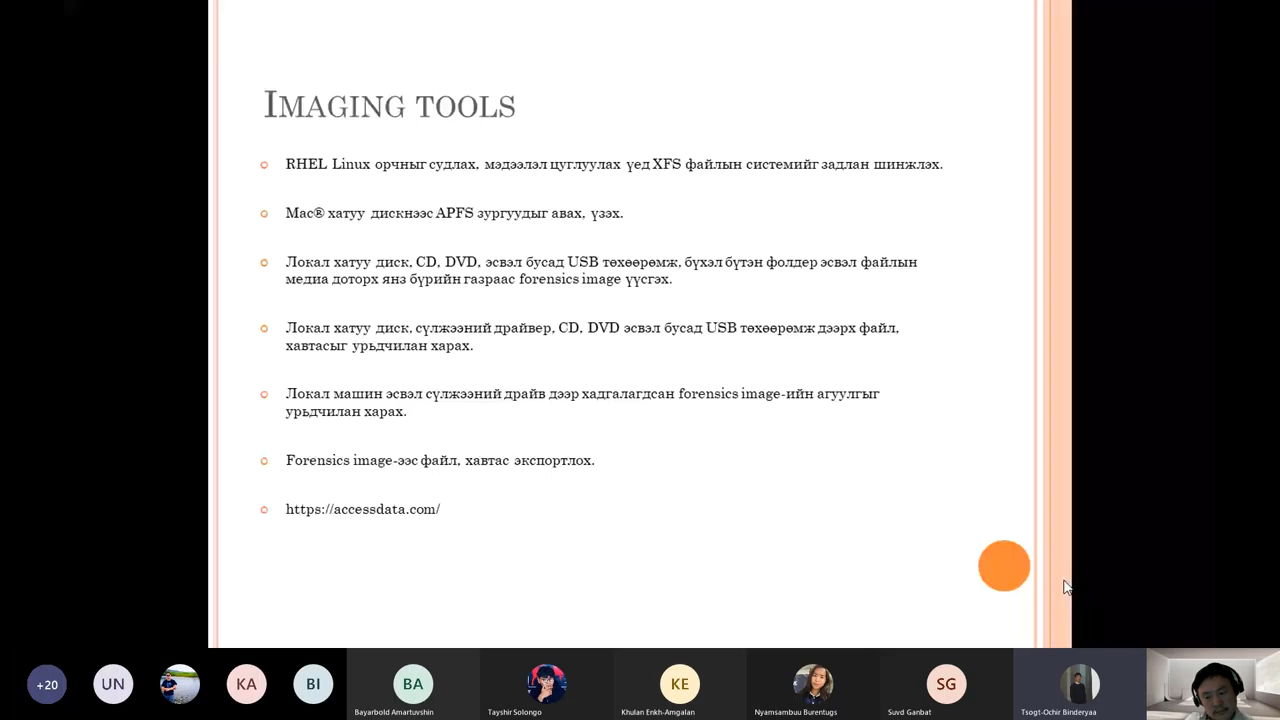 IMAGING TOOLS
RHEL Linux орчныг судлах, мэдээлэл цуглуулах үед XFS файлын системийг задлан шинжлэх.
Mac® хатуу дискнээс APFS зургуудыг авах, үзэх.
Локал хатуу диск, CD, DVD, эсвэл бусад USB төхөөрөмж, бүхэл бүтэн фолдер эсвэл файлын
медиа доторх янз бүрийн газраас forensics image үүсгэх.
Локал хатуу диск, сүлжээний драйвер, CD, DVD эсвэл бусад USB төхөөрөмж дээрх файл,
хавтасыг урьдчилан харах.
Локал машин эсвэл сүлжээний драйв дээр хадгалагдсан forensics image-ийн агуулгыг
урьдчилан харах.
Forensics image-ээс файл, хавтас экспортлох.
https://accessdata.com/
+20 UN KA BI BA KE SG
Bayarbold Amartuvshin Tayshir Solongo Khulan Enkh-Amgalan Nyamsambuu Burentugs Suvd Ganbat Tsogt-Ochir Binderyaa